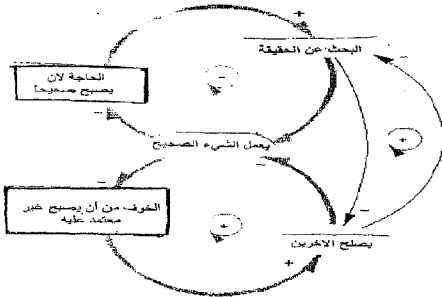 +
البحث عن الحقيقة
-
-
الحاجة لان
يصبح صحيحاً
-
+
يعمل الشيء الصحيح
-
-
الخوف من أن يصبح غير
معتمد عليه
+
-
يصلح الاخرين
+